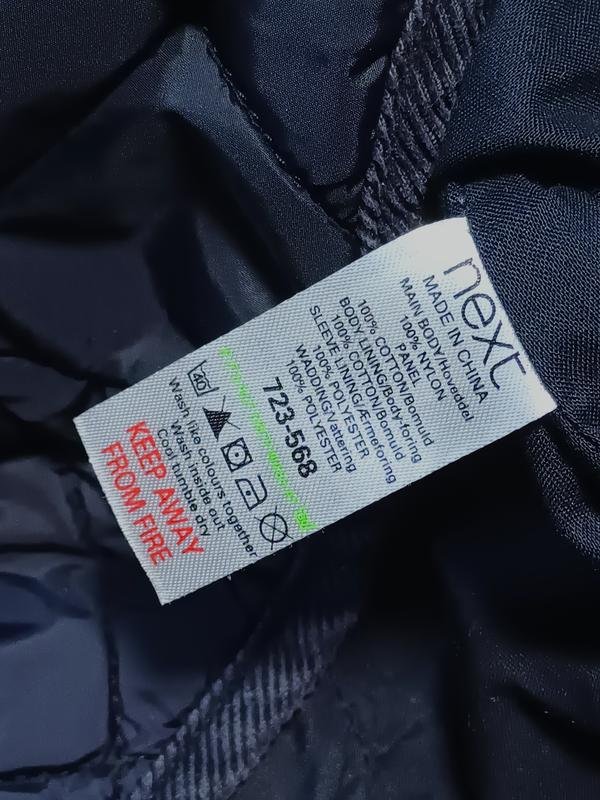 next
MADE IN CHINA
MAIN BODY/Hoveddel
100% NYLON
PANEL
100% COTTON/Bomuld
BODY LINING/Body-foring
100% COTTON/Bomuld
SLEEVE LINING/Ærmeforing
100% POLYESTER
WADDING/Vattering
100% POLYESTER
723-568
40
Wash like colours together
Wash inside out
Cool tumble dry
KEEP AWAY
FROM FIRE